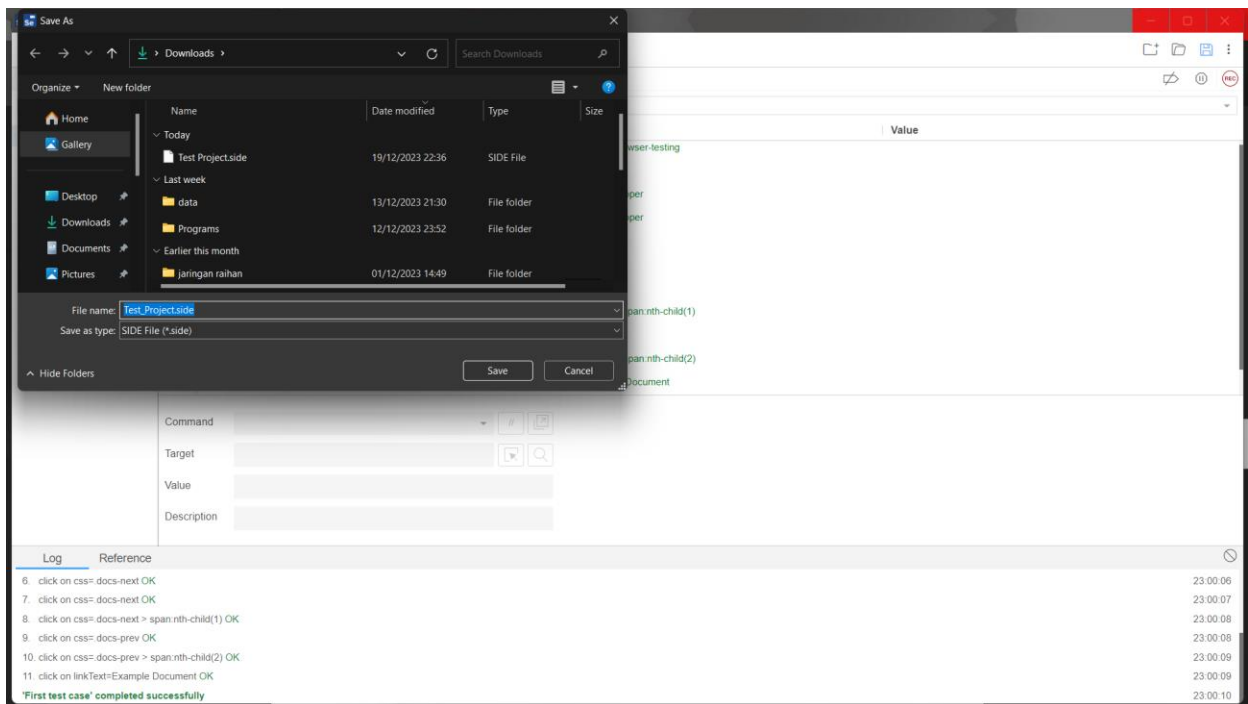 Save As
Downloads
Search Downloads
Organize
New folder
Home
Gallery
Desktop
Downloads
Documents
Pictures
Name Date modified Type Size
Today
Test Project.side 19/12/2023 22:36 SIDE File
Last week
data 13/12/2023 21:30 File folder
Programs 12/12/2023 23:52 File folder
Earlier this month
jaringan raihan 01/12/2023 14:49 File folder
File name: Test_Project.side
Save as type: SIDE File (*.side)
Hide Folders
Save
Cancel
REC
Value
wser-testing
per
per
pan:nth-child(1)
pan:nth-child(2)
Document
Command
//
Target
Value
Description
Log Reference
6. click on css=.docs-next OK 23:00:06
7. click on css=.docs-next OK 23:00:07
8. click on css=.docs-next > span:nth-child(1) OK 23:00:08
9. click on css=.docs-prev OK 23:00:08
10. click on css=.docs-prev > span:nth-child(2) OK 23:00:09
11. click on linkText=Example Document OK 23:00:09
'First test case' completed successfully 23:00:10